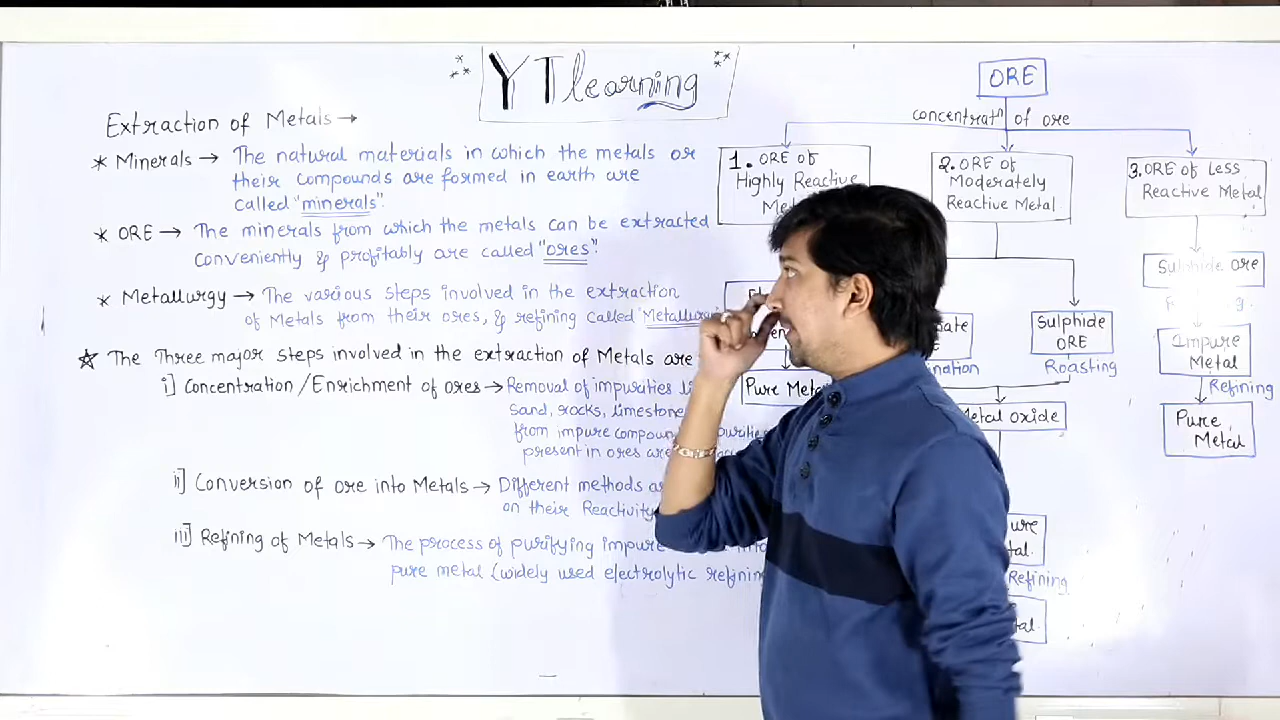 YT learning
Extraction of Metals →
* Minerals → The natural materials in which the metals or
their compounds are formed in earth are
called "minerals".
* ORE → The minerals from which the metals can be extracted
conveniently & profitably are called "ores".
* Metallurgy → The various steps involved in the extraction
of Metals from their ores, & refining called "Metallurgy"
☆ The Three major steps involved in the extraction of Metals are
i] Concentration/Enrichment of ores → Removal of impurities
sand, rocks, limestone
from impure
present in ores are
ii] Conversion of ore into Metals → Different methods
on their Reactivity
iii] Refining of Metals → The process of purifying impure
pure metal (widely used electrolytic refining
ORE
concentratn of ore
1. ORE of
Highly Reactive
Pure Metal
2. ORE of
Moderately
Reactive Metal
Sulphide
ORE
Roasting
Metal oxide
Refining
3. ORE of Less
Reactive Metal
Sulphide ore
Impure
Metal
Refining
Pure
Metal